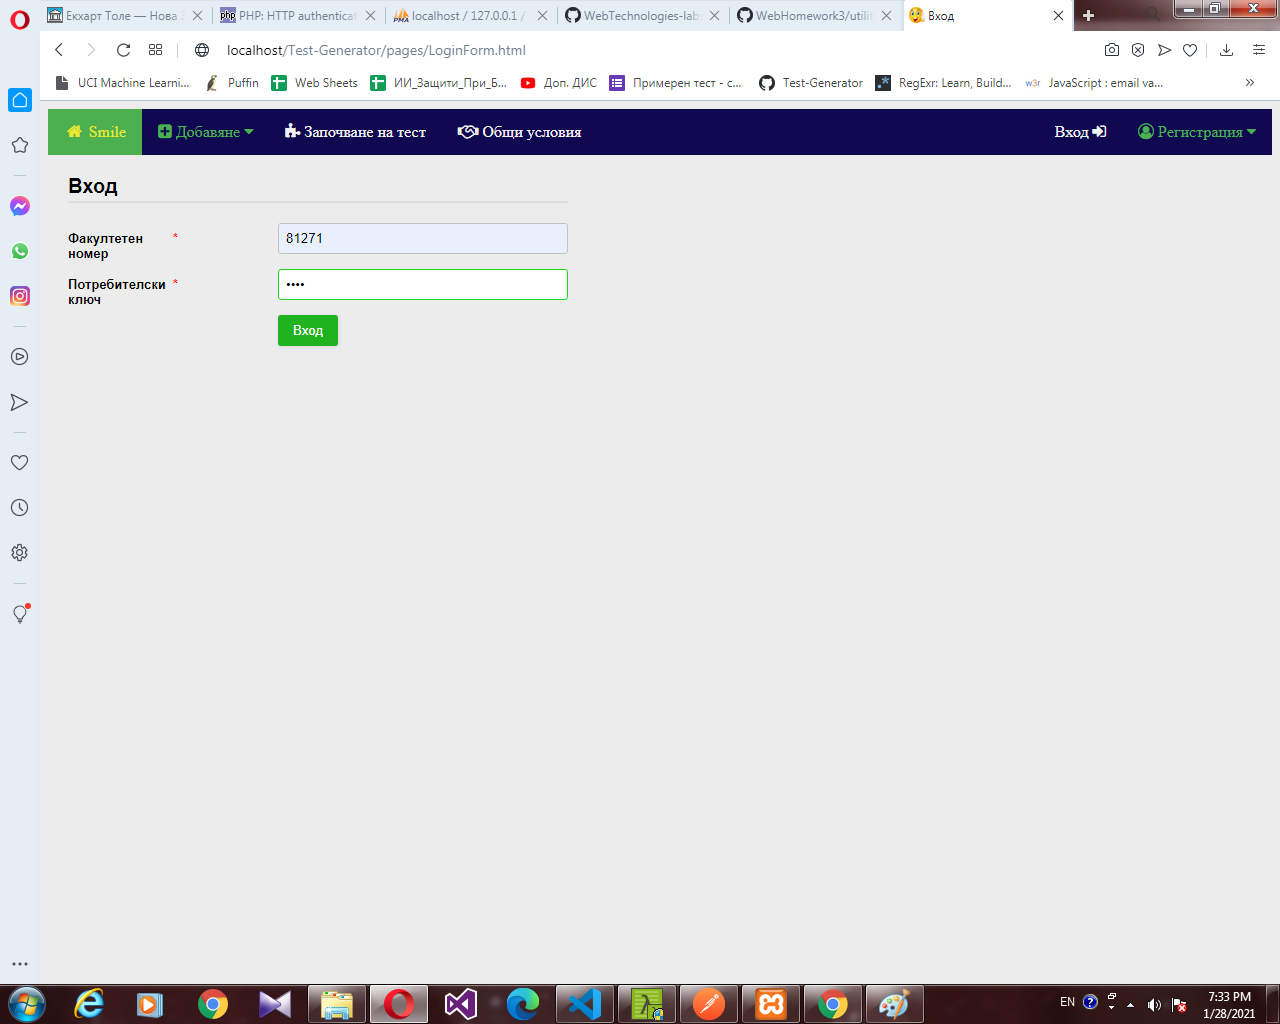 Екхарт Толе — Нова З
PHP: HTTP authenticat
localhost / 127.0.0.1 /
WebTechnologies-lab
WebHomework3/utilit
Вход
localhost/Test-Generator/pages/LoginForm.html
UCI Machine Learni...
Puffin
Web Sheets
ИИ_Защити_При_Б...
Доп. ДИС
Примерен тест - с...
Test-Generator
RegExr: Learn, Build...
w3r
JavaScript : email va...
Smile
Добавяне
Започване на тест
Общи условия
Вход
Регистрация
Вход
Факултетен номер *
81271
Потребителски ключ *
••••
Вход
EN
7:33 PM
1/28/2021